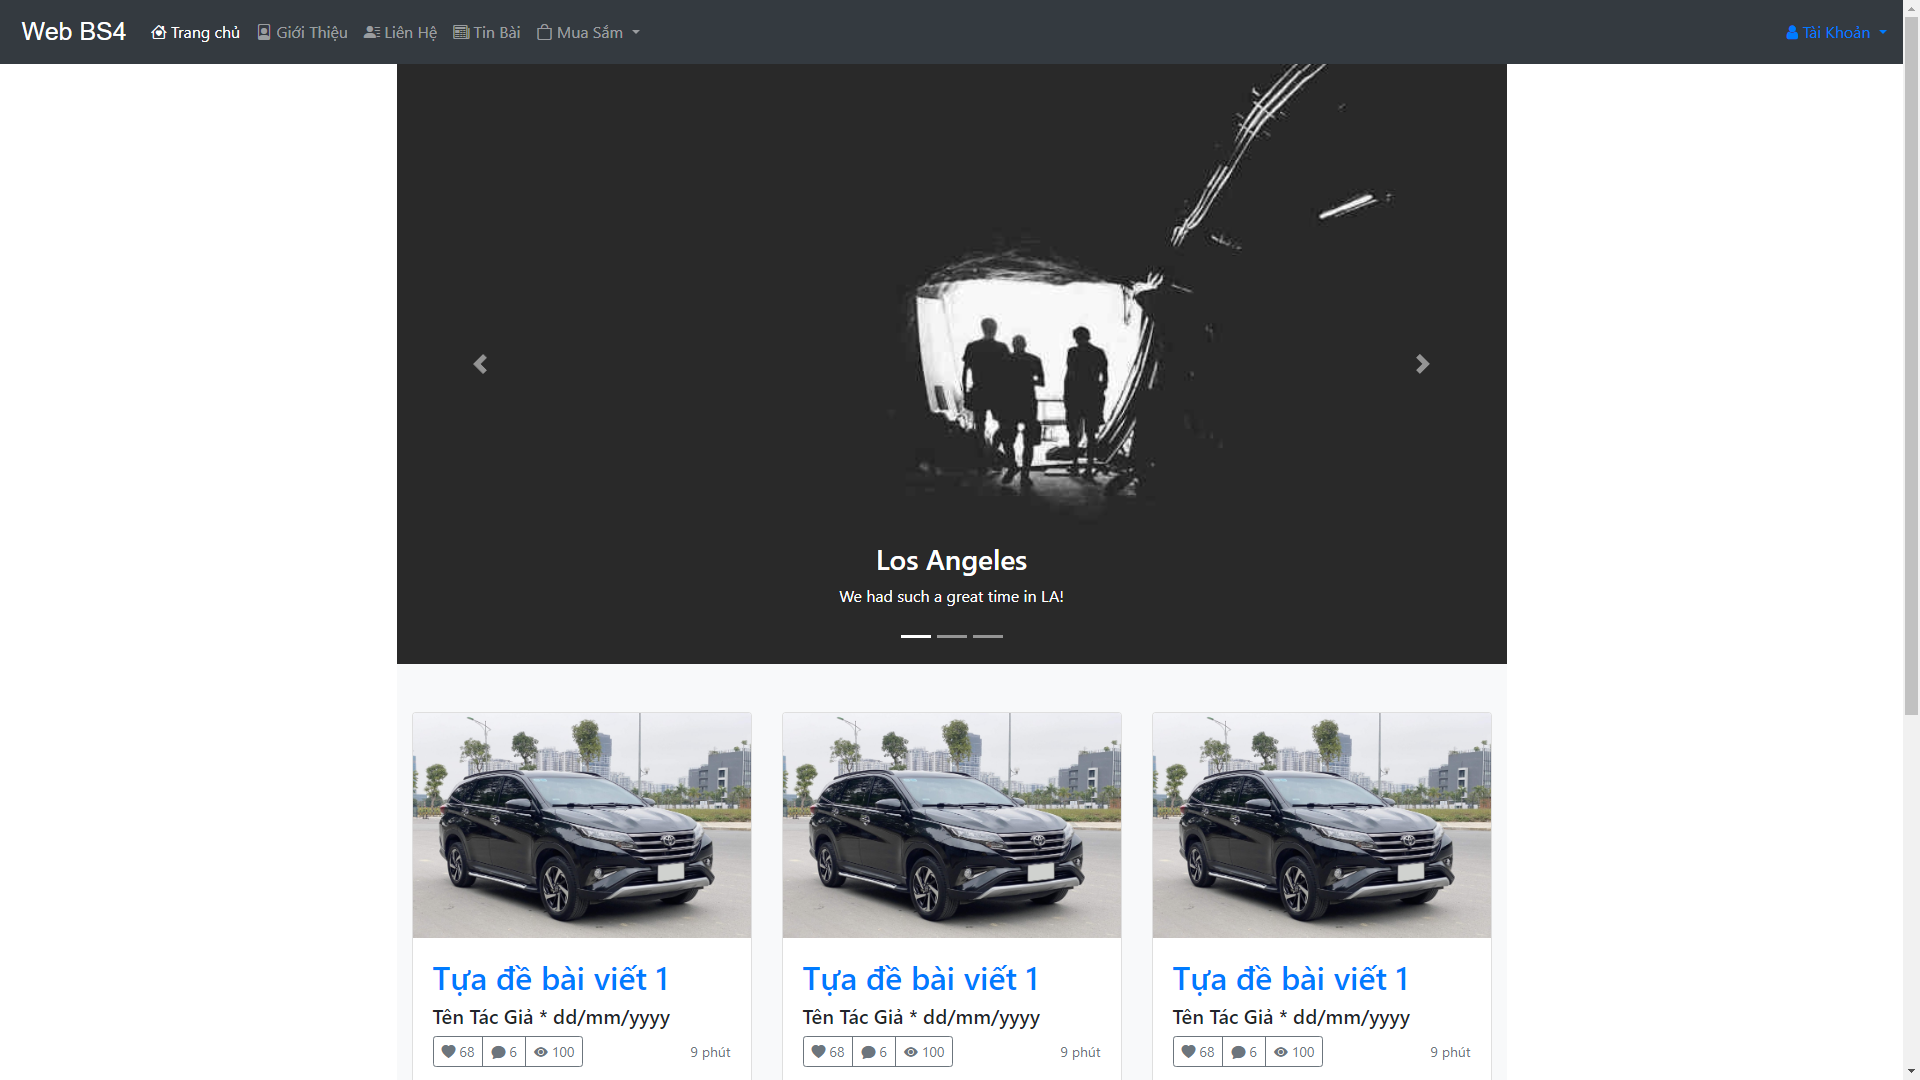 Web BS4 Trang chủ Giới Thiệu Liên Hệ Tin Bài Mua Sắm Tài Khoản
Los Angeles
We had such a great time in LA!
Tựa đề bài viết 1 Tựa đề bài viết 1 Tựa đề bài viết 1
Tên Tác Giả * dd/mm/yyyy Tên Tác Giả * dd/mm/yyyy Tên Tác Giả * dd/mm/yyyy
68 6 100 9 phút 68 6 100 9 phút 68 6 100 9 phút